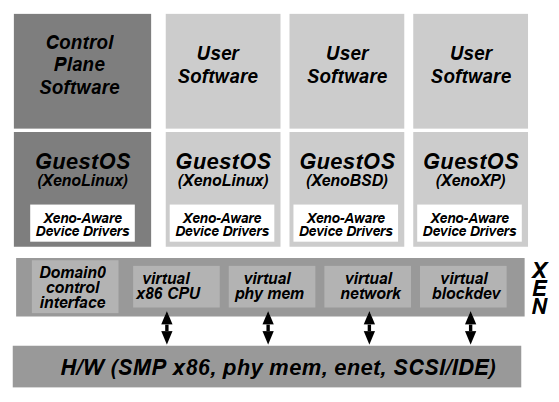 Control
Plane
Software
User
Software
User
Software
User
Software
GuestOS
(XenoLinux)
Xeno-Aware
Device Drivers
GuestOS
(XenoLinux)
Xeno-Aware
Device Drivers
GuestOS
(XenoBSD)
Xeno-Aware
Device Drivers
GuestOS
(XenoXP)
Xeno-Aware
Device Drivers
Domain0
control
interface
virtual
x86 CPU
virtual
phy mem
virtual
network
virtual
blockdev
XEN
H/W (SMP x86, phy mem, enet, SCSI/IDE)